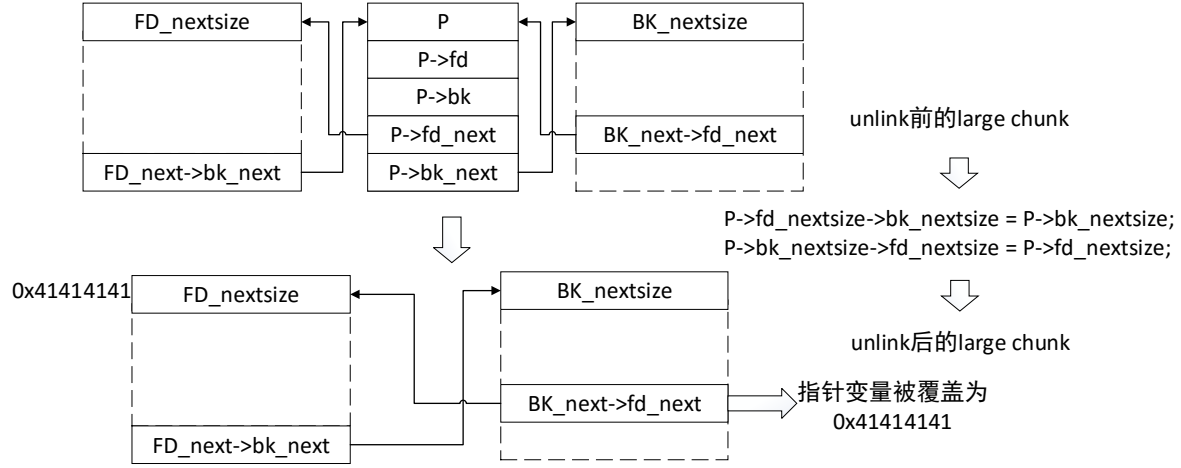 FD_nextsize
P
BK_nextsize
P->fd
P->bk
P->fd_next
BK_next->fd_next
FD_next->bk_next
P->bk_next
unlink前的large chunk
P->fd_nextsize->bk_nextsize = P->bk_nextsize;
P->bk_nextsize->fd_nextsize = P->fd_nextsize;
0x41414141
FD_nextsize
BK_nextsize
unlink后的large chunk
BK_next->fd_next
指针变量被覆盖为
0x41414141
FD_next->bk_next